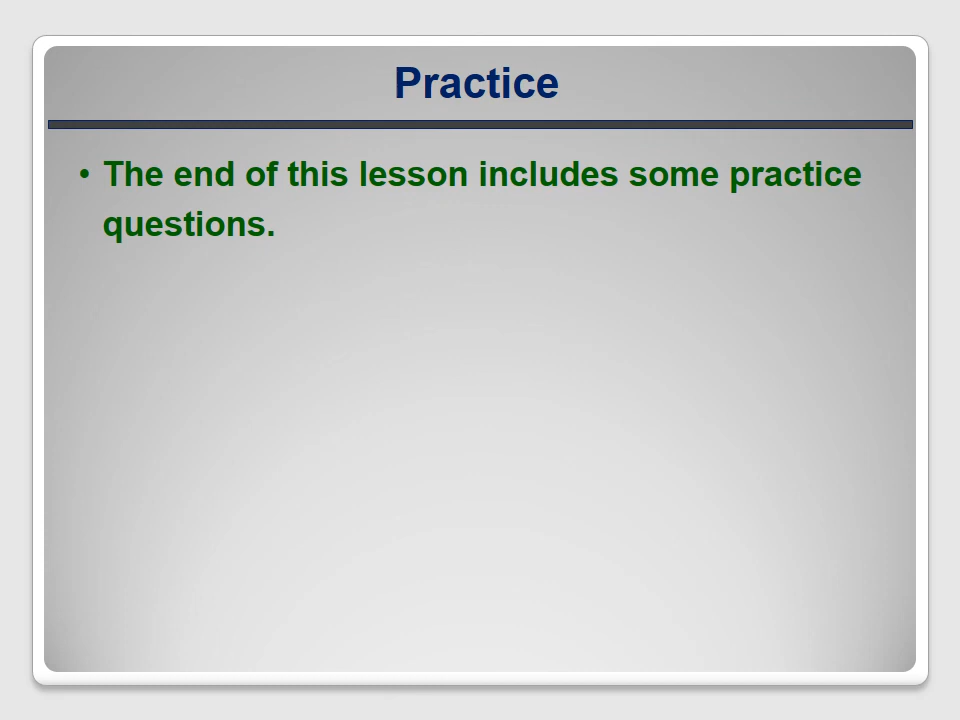 Practice
• The end of this lesson includes some practice
questions.